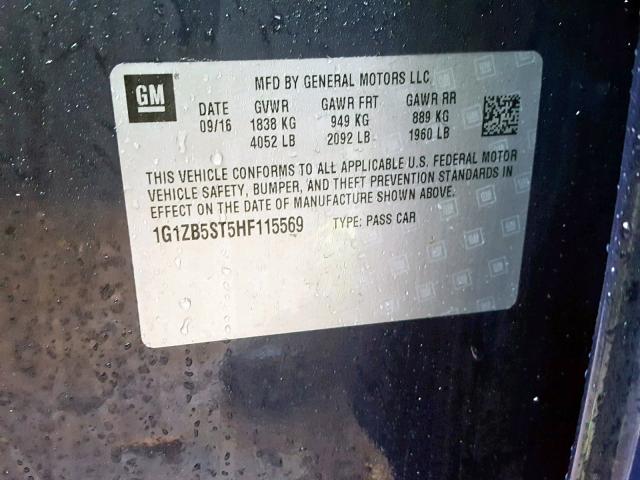 GM
MFD BY GENERAL MOTORS LLC
DATE GVWR GAWR FRT GAWR RR
09/16 1838 KG 949 KG 889 KG
4052 LB 2092 LB 1960 LB
THIS VEHICLE CONFORMS TO ALL APPLICABLE U.S. FEDERAL MOTOR
VEHICLE SAFETY, BUMPER, AND THEFT PREVENTION STANDARDS IN
EFFECT ON THE DATE OF MANUFACTURE SHOWN ABOVE.
1G1ZB5ST5HF115569 TYPE: PASS CAR